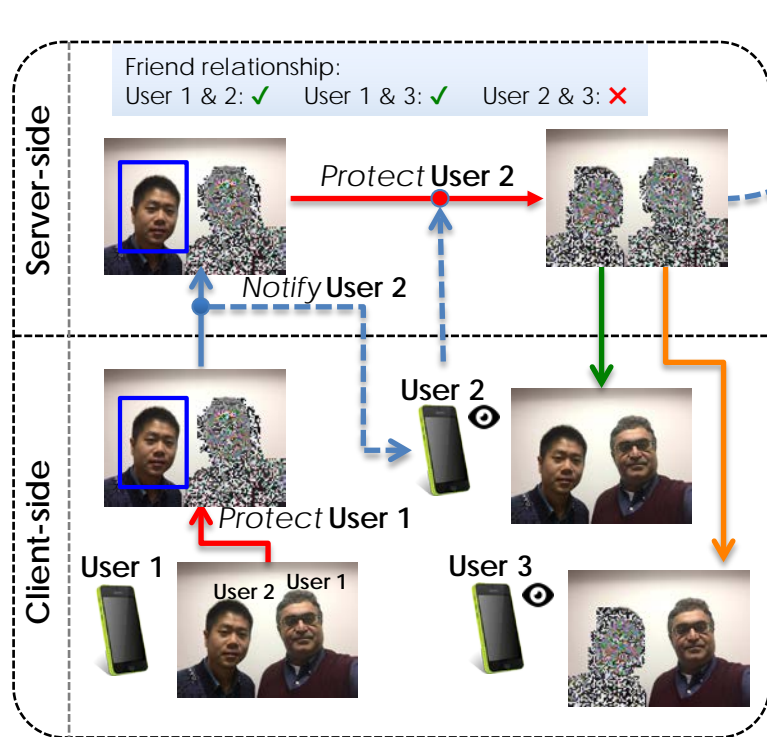 Friend relationship:
User 1 & 2: ✓ User 1 & 3: ✓ User 2 & 3: ✗
Server-side
Protect User 2
Notify User 2
Client-side
User 2
Protect User 1
User 1
User 2 User 1
User 3